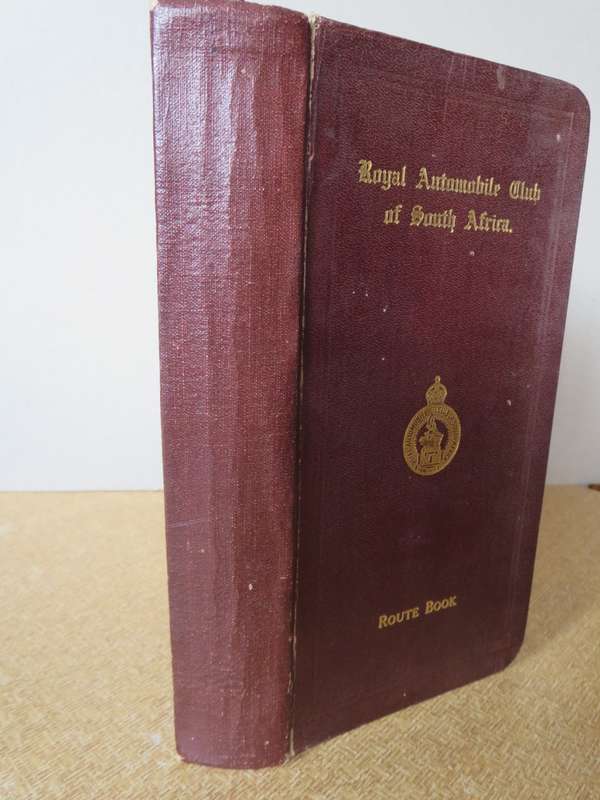 Royal Automobile Club
of South Africa.
ROUTE BOOK